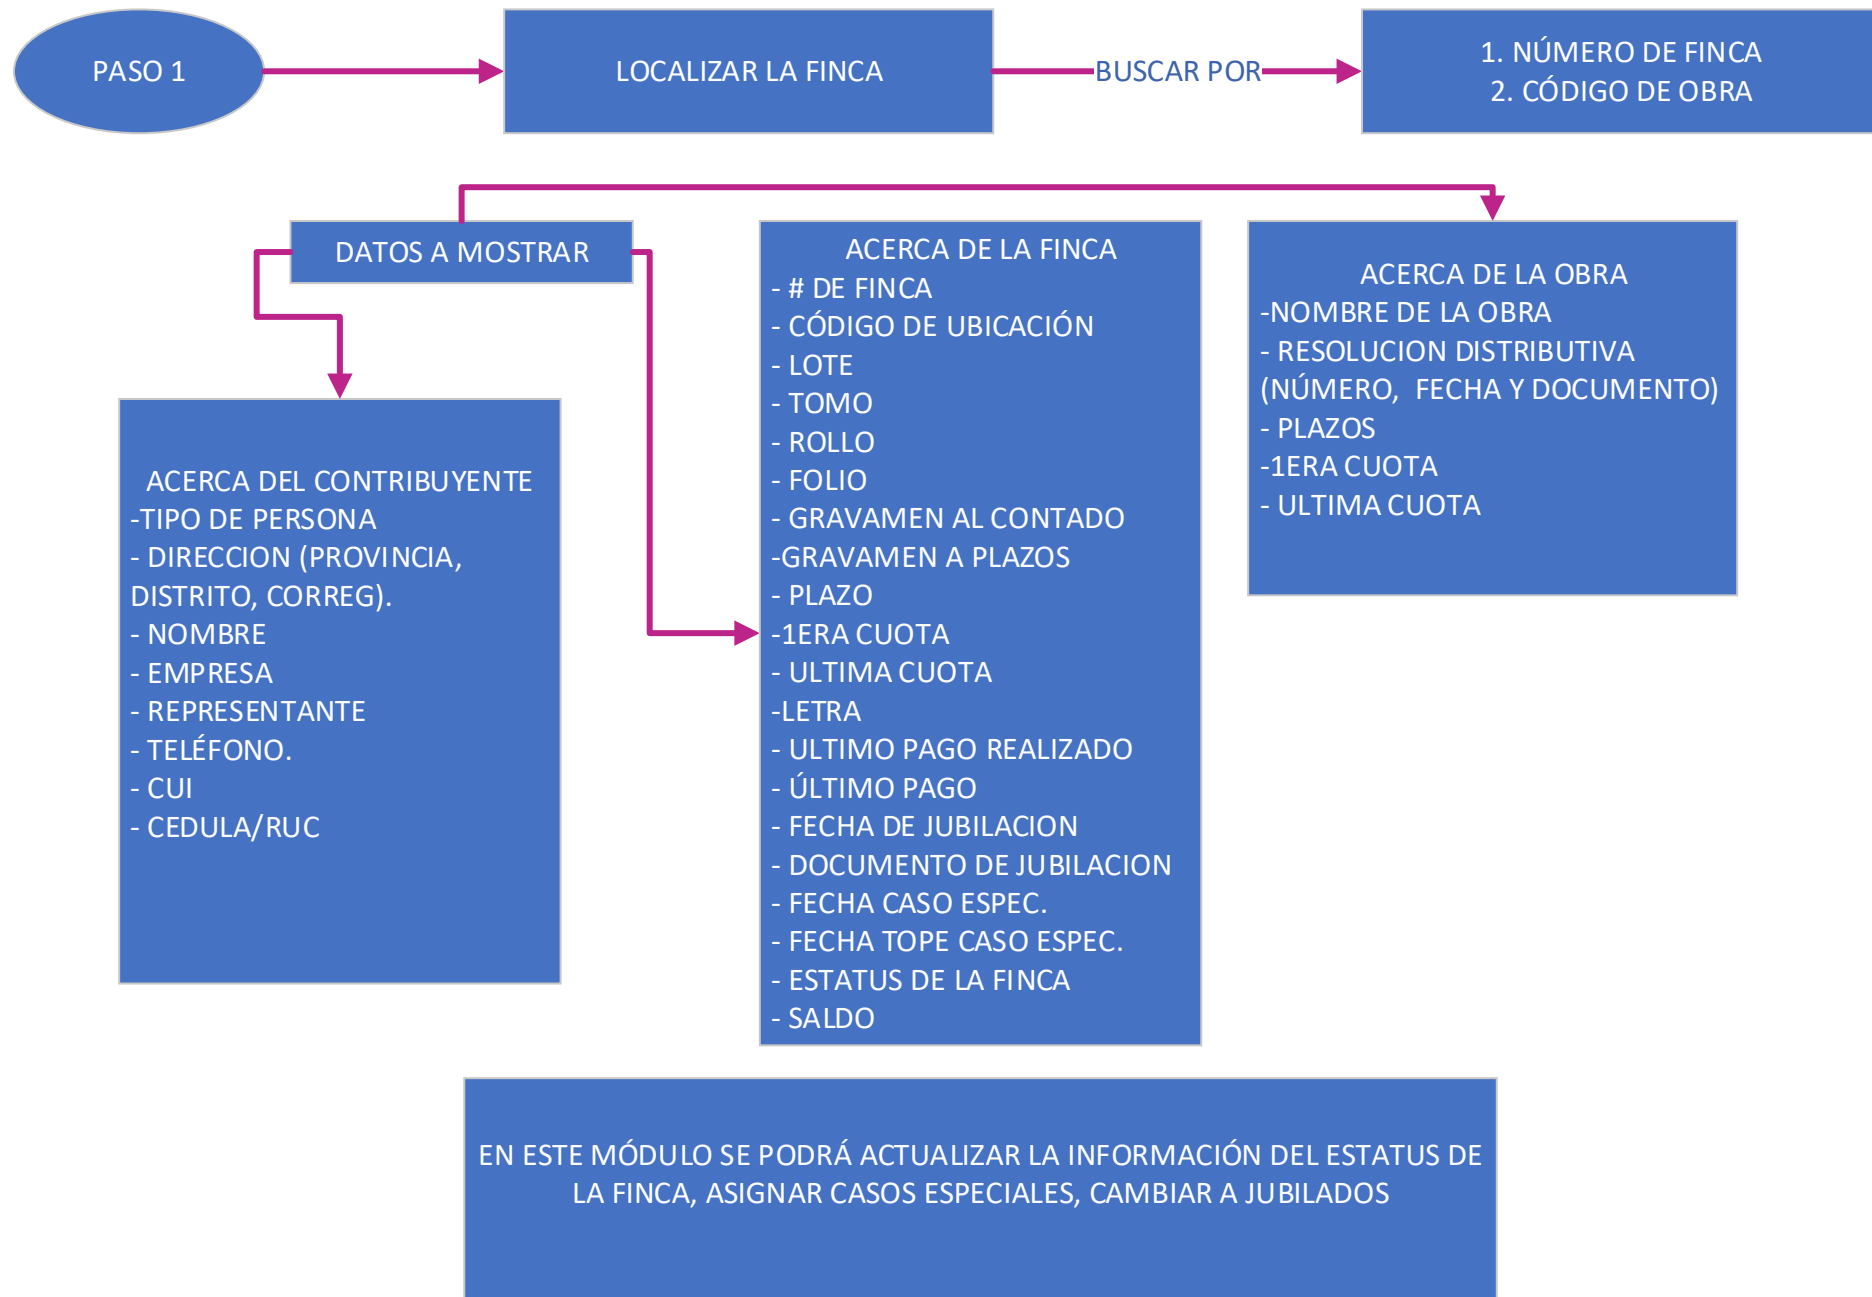 PASO 1
LOCALIZAR LA FINCA
BUSCAR POR
1. NÚMERO DE FINCA
2. CÓDIGO DE OBRA
DATOS A MOSTRAR
ACERCA DEL CONTRIBUYENTE
-TIPO DE PERSONA
- DIRECCION (PROVINCIA,
DISTRITO, CORREG).
- NOMBRE
- EMPRESA
- REPRESENTANTE
- TELÉFONO.
- CUI
- CEDULA/RUC
ACERCA DE LA FINCA
- # DE FINCA
- CÓDIGO DE UBICACIÓN
- LOTE
- TOMO
- ROLLO
- FOLIO
- GRAVAMEN AL CONTADO
-GRAVAMEN A PLAZOS
- PLAZO
-1ERA CUOTA
- ULTIMA CUOTA
-LETRA
- ULTIMO PAGO REALIZADO
- ÚLTIMO PAGO
- FECHA DE JUBILACION
- DOCUMENTO DE JUBILACION
- FECHA CASO ESPEC.
- FECHA TOPE CASO ESPEC.
- ESTATUS DE LA FINCA
- SALDO
ACERCA DE LA OBRA
-NOMBRE DE LA OBRA
- RESOLUCION DISTRIBUTIVA
(NÚMERO,  FECHA Y DOCUMENTO)
- PLAZOS
-1ERA CUOTA
- ULTIMA CUOTA
EN ESTE MÓDULO SE PODRÁ ACTUALIZAR LA INFORMACIÓN DEL ESTATUS DE
LA FINCA, ASIGNAR CASOS ESPECIALES, CAMBIAR A JUBILADOS